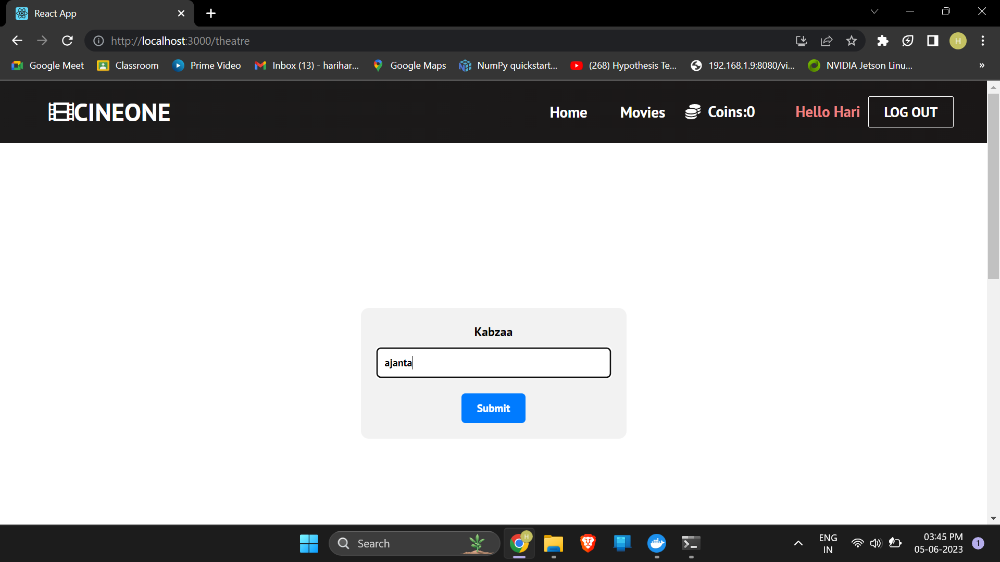 React App
http://localhost:3000/theatre
H
Google Meet
Classroom
Prime Video
Inbox (13) - harihar...
Google Maps
NumPy quickstart...
(268) Hypothesis Te...
192.168.1.9:8080/vi...
NVIDIA Jetson Linu...
»
CINEONE
Home
Movies
Coins:0
Hello Hari
LOG OUT
Kabzaa
ajanta
Submit
Search
H
ENG
IN
03:45 PM
05-06-2023
1